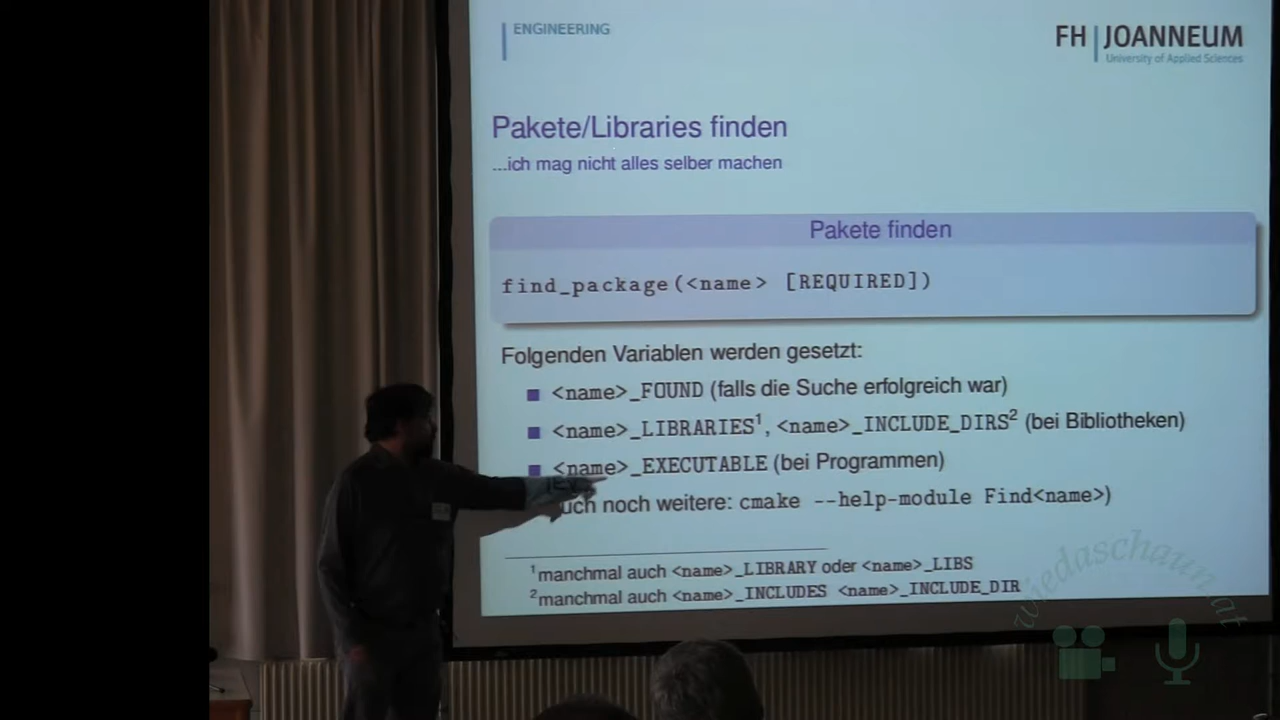 ENGINEERING
FH JOANNEUM
University of Applied Sciences
Pakete/Libraries finden
...ich mag nicht alles selber machen
Pakete finden
find_package(<name> [REQUIRED])
Folgenden Variablen werden gesetzt:
<name>_FOUND (falls die Suche erfolgreich war)
<name>_LIBRARIES¹, <name>_INCLUDE_DIRS² (bei Bibliotheken)
<name>_EXECUTABLE (bei Programmen)
noch weitere: cmake --help-module Find<name>)
¹manchmal auch <name>_LIBRARY oder <name>_LIBS
²manchmal auch <name>_INCLUDES <name>_INCLUDE_DIR
wiedaschaun.at